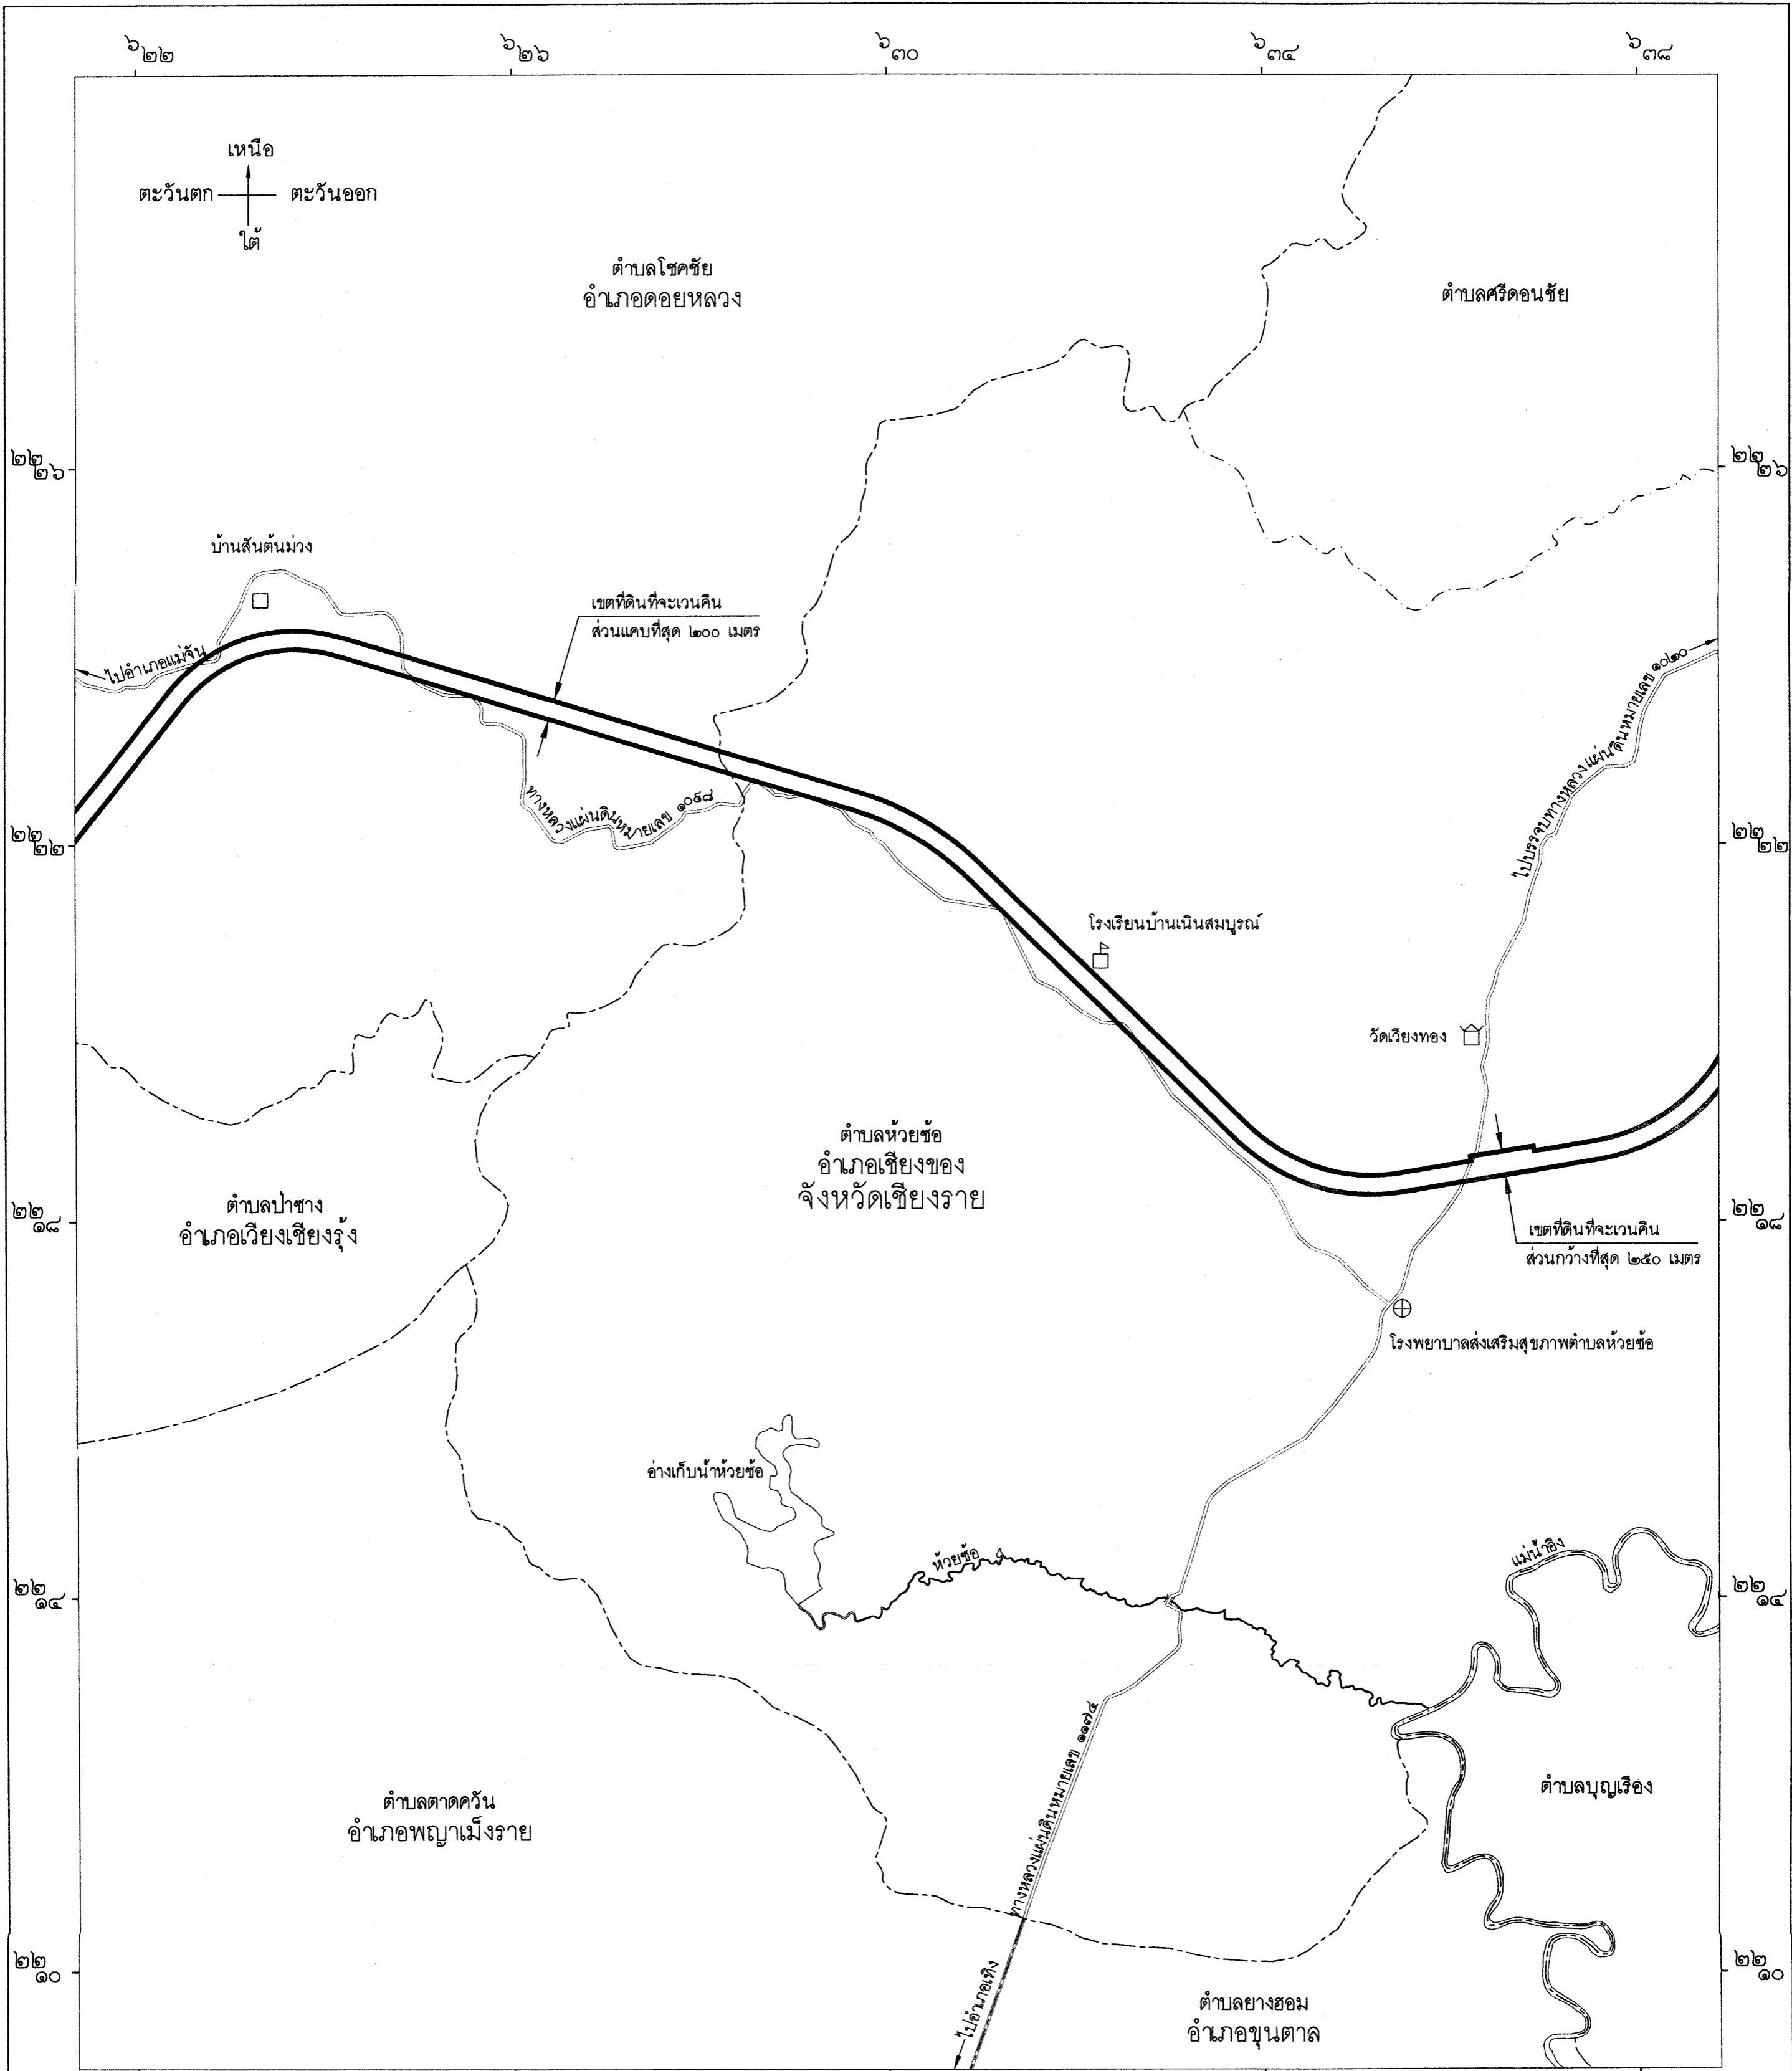 ๖๒๒
๖๒๖
๖๓๐
๖๓๔
๖๓๘
เหนือ
ตะวันตก ตะวันออก
ใต้
ตำบลโชคชัย
อำเภอดอยหลวง
ตำบลศรีดอนชัย
๒๒๒๖
๒๒๒๖
บ้านสันต้นม่วง
เขตที่ดินที่จะเวนคืน
ส่วนแคบที่สุด ๒๐๐ เมตร
ไปอำเภอแม่จัน
ไปบรรจบทางหลวงแผ่นดินหมายเลข ๑๐๒๐
ทางหลวงแผ่นดินหมายเลข ๑๐๙๘
๒๒๒๒
๒๒๒๒
โรงเรียนบ้านเนินสมบูรณ์
วัดเวียงทอง
ตำบลห้วยซ้อ
อำเภอเชียงของ
จังหวัดเชียงราย
ตำบลป่าซาง
อำเภอเวียงเชียงรุ้ง
๒๒๑๘
๒๒๑๘
เขตที่ดินที่จะเวนคืน
ส่วนกว้างที่สุด ๒๕๐ เมตร
โรงพยาบาลส่งเสริมสุขภาพตำบลห้วยซ้อ
อ่างเก็บน้ำห้วยซ้อ
ห้วยซ้อ
แม่น้ำอิง
๒๒๑๔
๒๒๑๔
ทางหลวงแผ่นดินหมายเลข ๑๑๗๔
ตำบลบุญเรือง
ตำบลตาดควัน
อำเภอพญาเม็งราย
๒๒๑๐
๒๒๑๐
ไปอำเภอเทิง
ตำบลยางฮอม
อำเภอขุนตาล